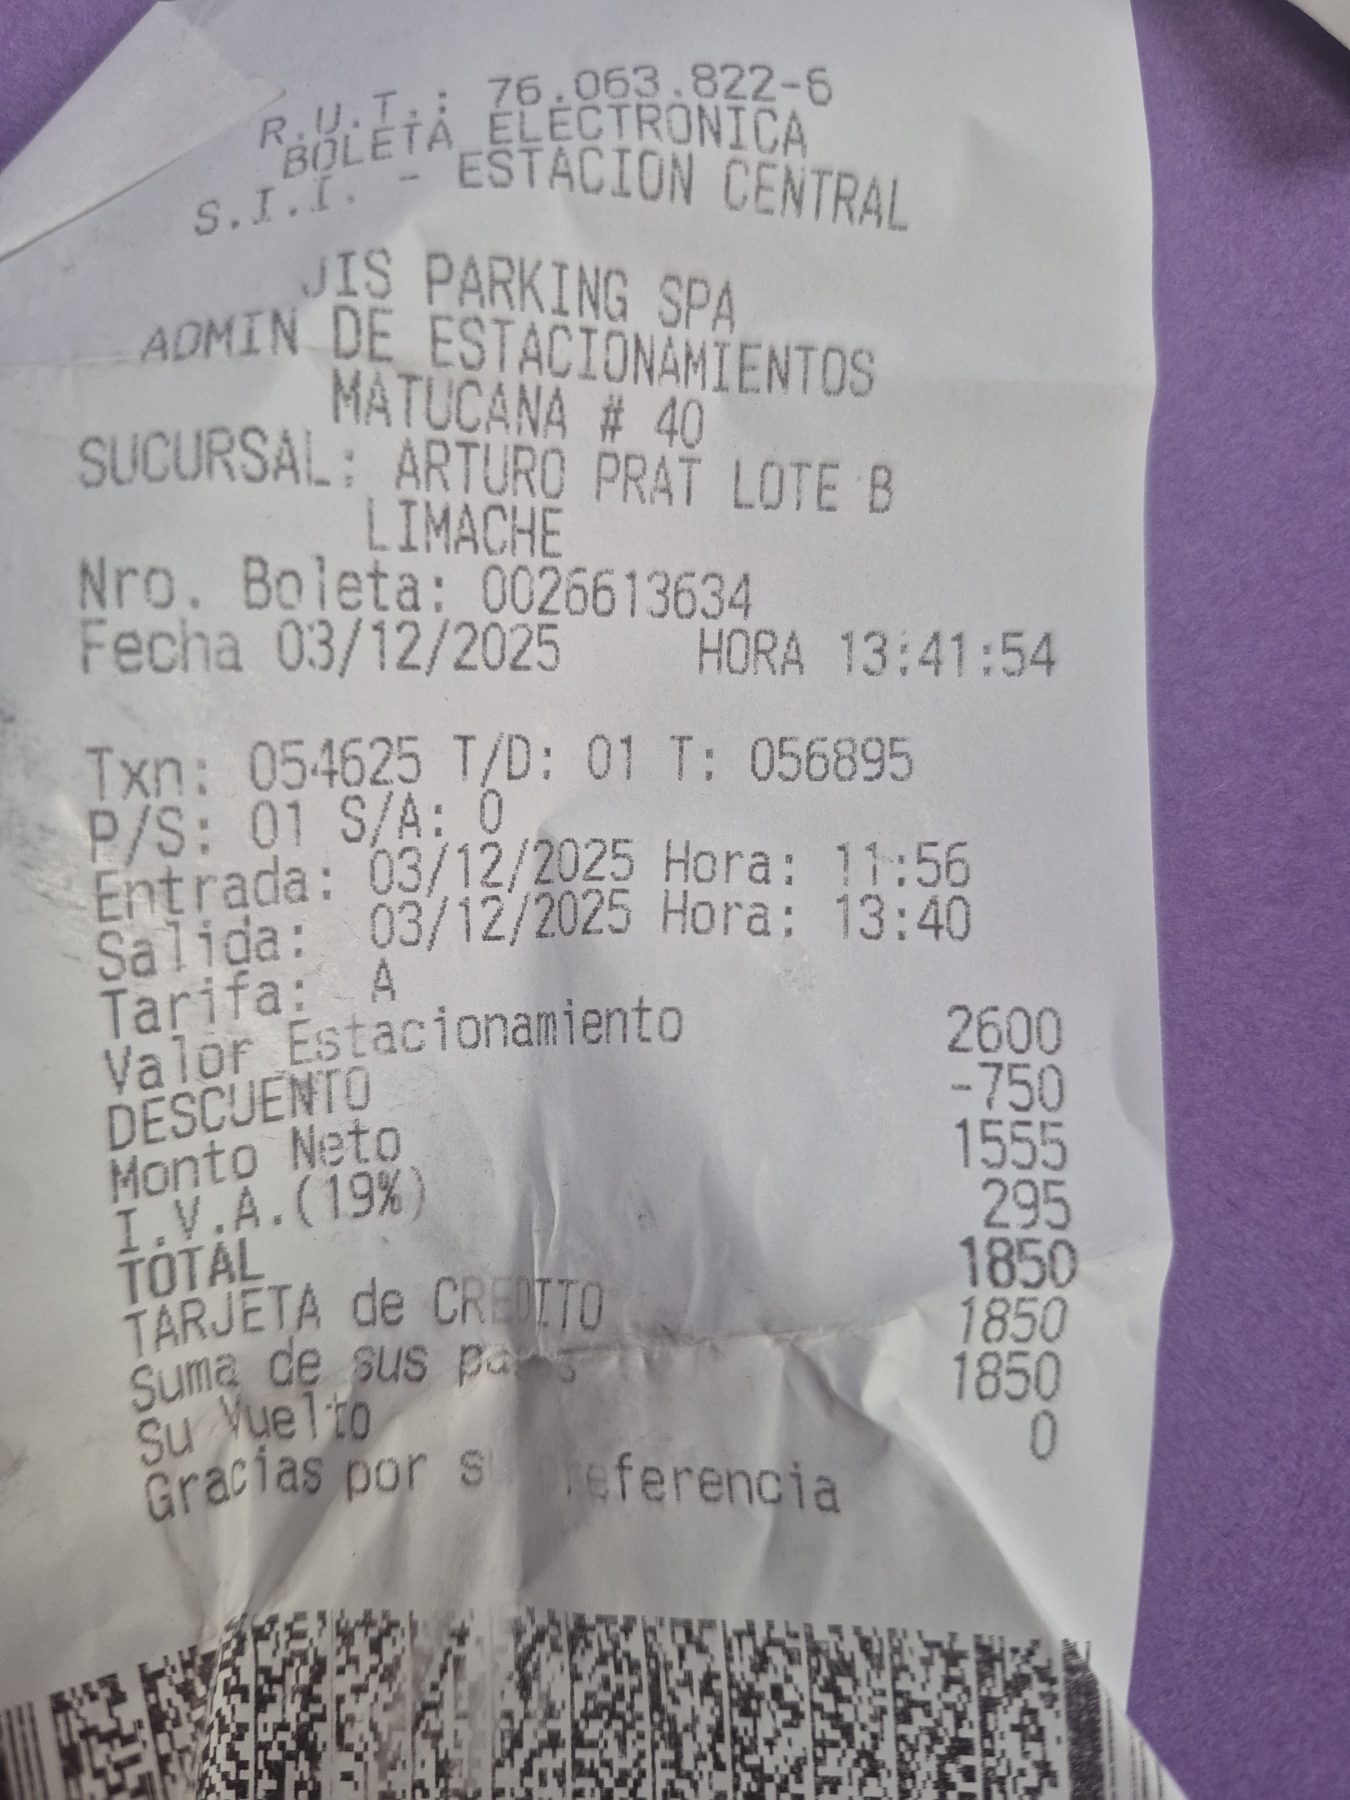 R.U.T.: 76.063.822-6
BOLETA ELECTRONICA
S.I.I. - ESTACION CENTRAL
JIS PARKING SPA
ADMIN DE ESTACIONAMIENTOS
MATUCANA # 40
SUCURSAL: ARTURO PRAT LOTE B
LIMACHE
Nro. Boleta: 0026613634
Fecha 03/12/2025 HORA 13:41:54
Txn: 054625 T/D: 01 T: 056895
P/S: 01 S/A: 0
Entrada: 03/12/2025 Hora: 11:56
Salida: 03/12/2025 Hora: 13:40
Tarifa: A
Valor Estacionamiento 2600
DESCUENTO -750
Monto Neto 1555
I.V.A.(19%) 295
TOTAL 1850
TARJETA de CREDITO 1850
Suma de sus 1850
Su Vuelto 0
Gracias por su preferencia